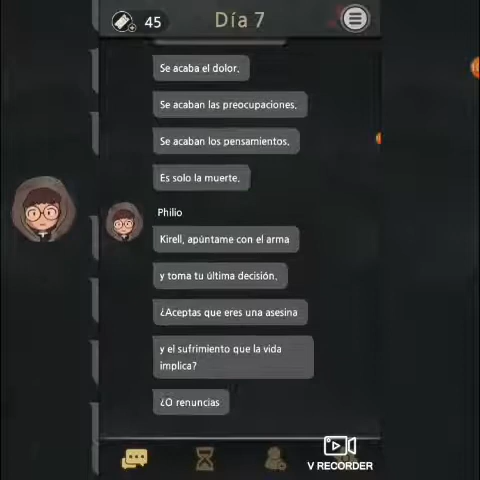 45
Día 7
Se acaba el dolor.
Se acaban las preocupaciones.
Se acaban los pensamientos.
Es solo la muerte.
Philio
Kirell, apúntame con el arma
y toma tu última decisión.
¿Aceptas que eres una asesina
y el sufrimiento que la vida
implica?
¿O renuncias
V RECORDER